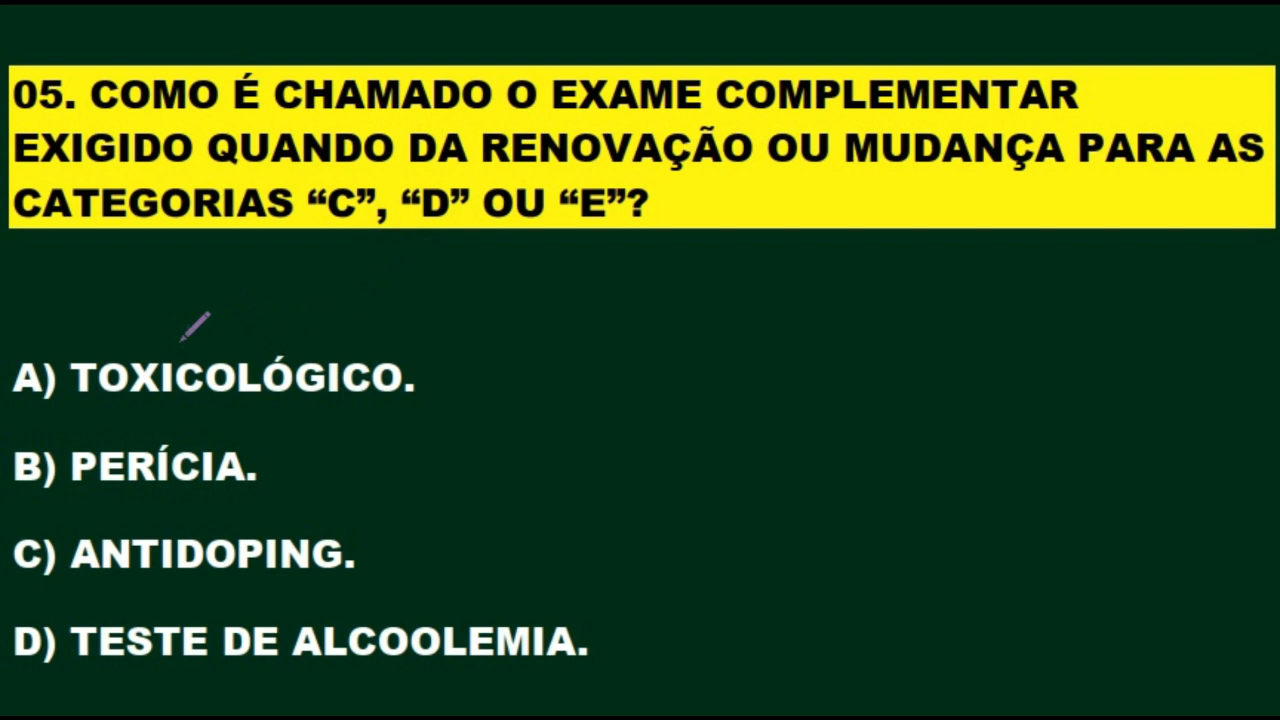 05. COMO É CHAMADO O EXAME COMPLEMENTAR
EXIGIDO QUANDO DA RENOVAÇÃO OU MUDANÇA PARA AS
CATEGORIAS “C”, “D” OU “E”?
A) TOXICOLÓGICO.
B) PERÍCIA.
C) ANTIDOPING.
D) TESTE DE ALCOOLEMIA.